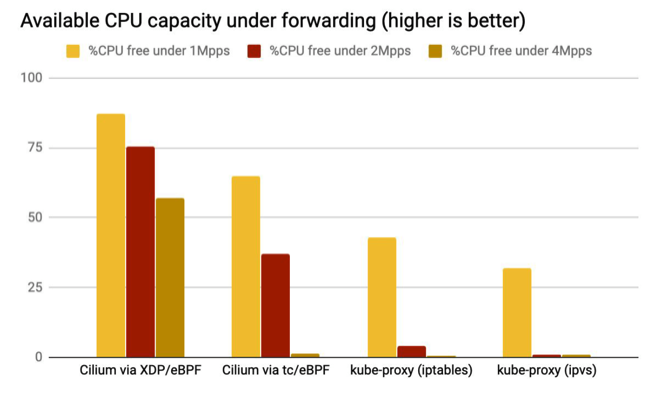 Available CPU capacity under forwarding (higher is better)
%CPU free under 1Mpps %CPU free under 2Mpps %CPU free under 4Mpps
100
75
50
25
0
Cilium via XDP/eBPF Cilium via tc/eBPF kube-proxy (iptables) kube-proxy (ipvs)